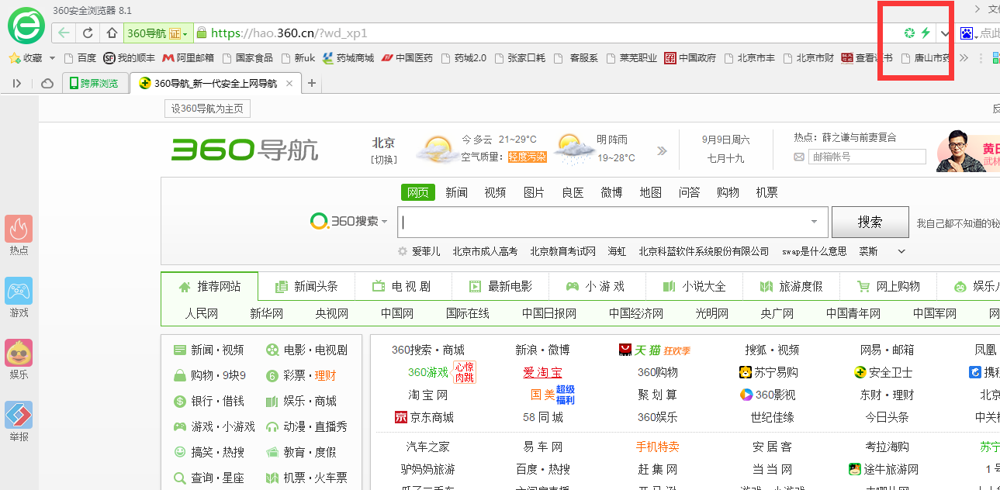 360安全浏览器 8.1
文
360导航 证 https://hao.360.cn/?wd_xp1 点此
收藏 百度 我的顺丰 阿里邮箱 国家食品 新uk 药城商城 中国医药 药城2.0 张家口耗 客服系 莱芜职业 中国政府 北京市丰 北京市财 查看证书 唐山市药
跨屏浏览 360导航_新一代安全上网导航
设360导航为主页 反
360导航 北京 [切换] 今 多云 21~29°C 空气质量: 轻度污染 明 阵雨 19~28°C 9月9日周六 七月十九 热点: 薛之谦与前妻复合 邮箱帐号
网页 新闻 视频 图片 良医 微博 地图 问答 购物 机票
360搜索 搜索 我自己都不知道的秘
爱菲儿 北京市成人高考 北京教育考试网 海虹 北京科蓝软件系统股份有限公司 swap是什么意思 裘斯
热点
游戏
娱乐
举报
推荐网站 新闻头条 电 视 剧 最新电影 小 游 戏 小说大全 旅游度假 网上购物 娱乐八
人民网 新华网 央视网 中国网 国际在线 中国日报网 中国经济网 光明网 央广网 中国青年网 中国军网 网
新闻·视频 电影·电视剧
购物·9块9 彩票·理财
银行·借钱 娱乐·商城
游戏·小游戏 动漫·直播秀
搞笑·热搜 教育·度假
查询·星座 机票·火车票
360搜索·商城 新浪·微博 天猫 狂欢季 搜狐·视频 网易·邮箱 凤凰
360游戏 心惊肉跳 爱 淘 宝 360购物 苏宁易购 安全卫士 携程
淘 宝 网 国 美 超级福利 聚 划 算 360影视 东财·理财 北京
京东商城 58 同 城 360娱乐 世纪佳缘 今日头条 中关村
汽车之家 易 车 网 手机特卖 安 居 客 考拉海购 苏宁
驴妈妈旅游 百度·热搜 赶 集 网 当 当 网 途牛旅游网 1 号